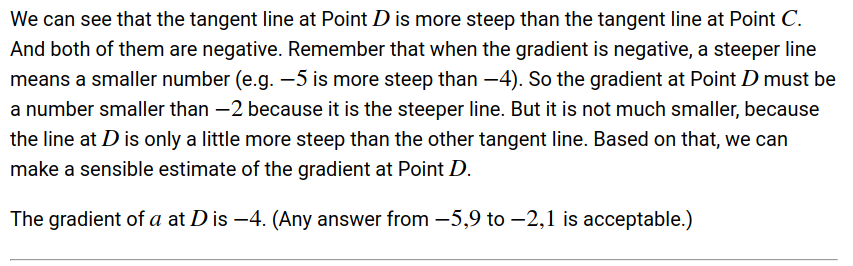 We can see that the tangent line at Point D is more steep than the tangent line at Point C.
And both of them are negative. Remember that when the gradient is negative, a steeper line
means a smaller number (e.g. −5 is more steep than −4). So the gradient at Point D must be
a number smaller than −2 because it is the steeper line. But it is not much smaller, because
the line at D is only a little more steep than the other tangent line. Based on that, we can
make a sensible estimate of the gradient at Point D.
The gradient of a at D is −4. (Any answer from −5,9 to −2,1 is acceptable.)